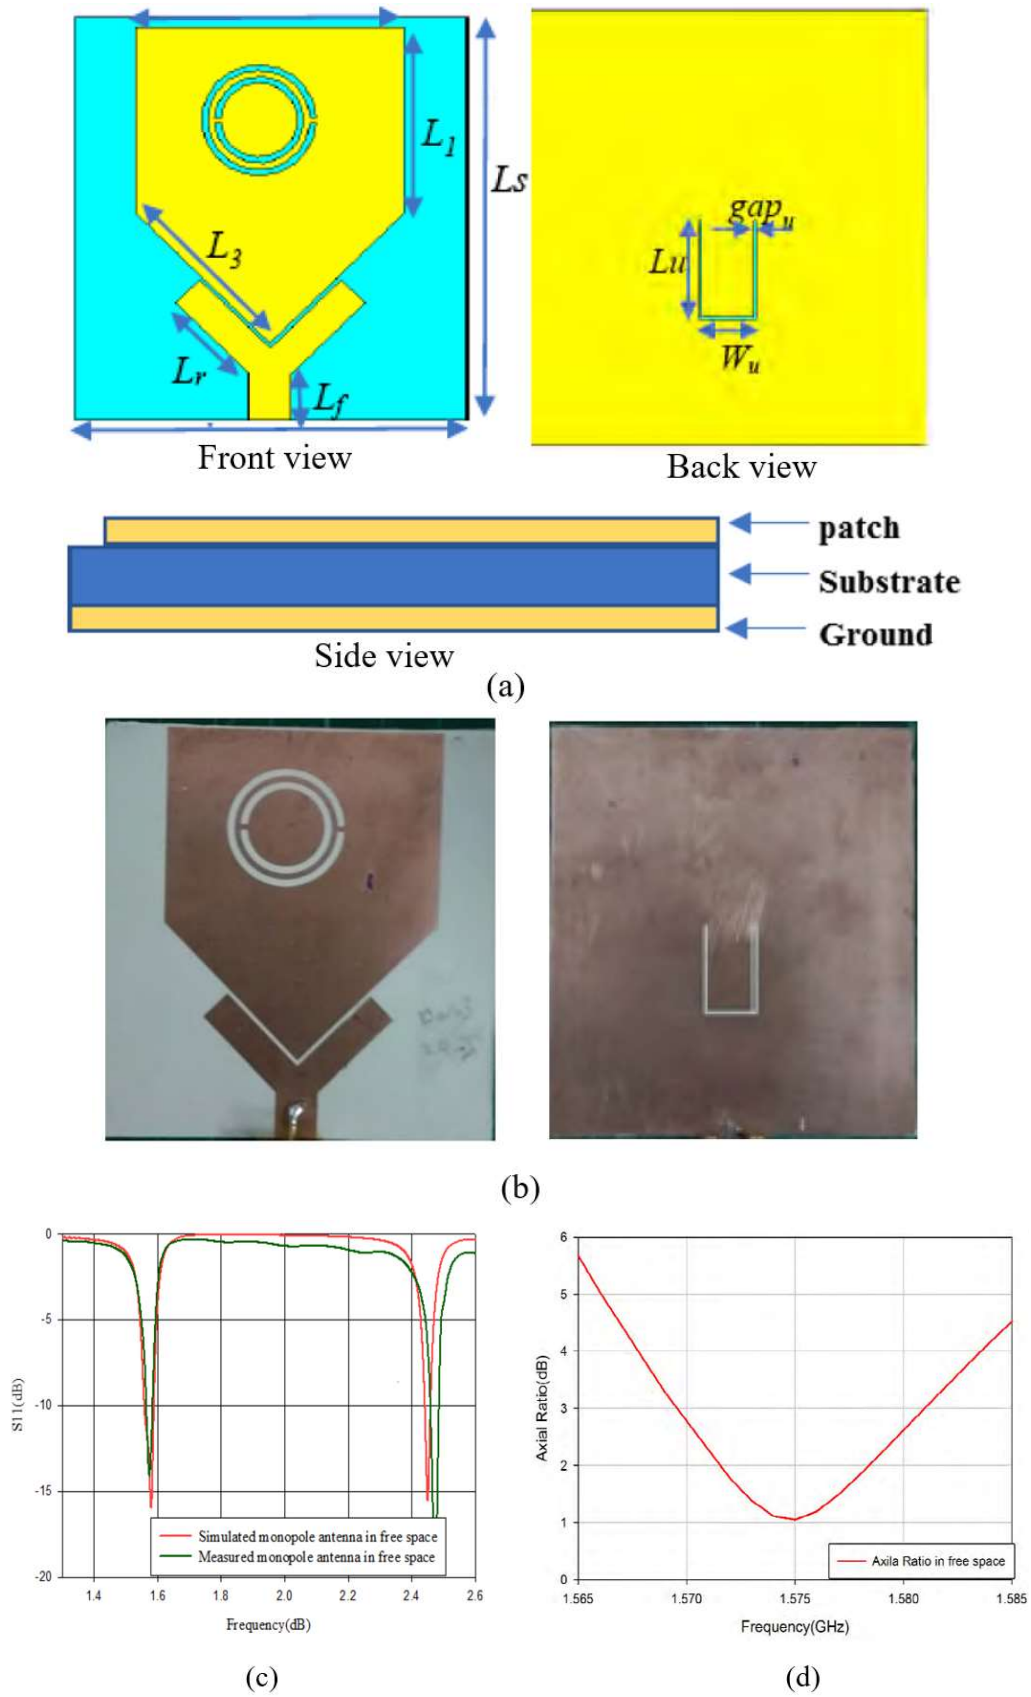 L1
Ls
L3
Lr
Lf
gapu
Lu
Wu
Front view
Back view
patch
Substrate
Ground
Side view
(a)
(b)
0
-5
-10
-15
-20
S11(dB)
Simulated monopole antenna in free space
Measured monopole antenna in free space
1.4 1.6 1.8 2.0 2.2 2.4 2.6
Frequency(dB)
(c)
6
5
4
3
2
1
0
Axial Ratio(dB)
Axila Ratio in free space
1.565 1.570 1.575 1.580 1.585
Frequency(GHz)
(d)